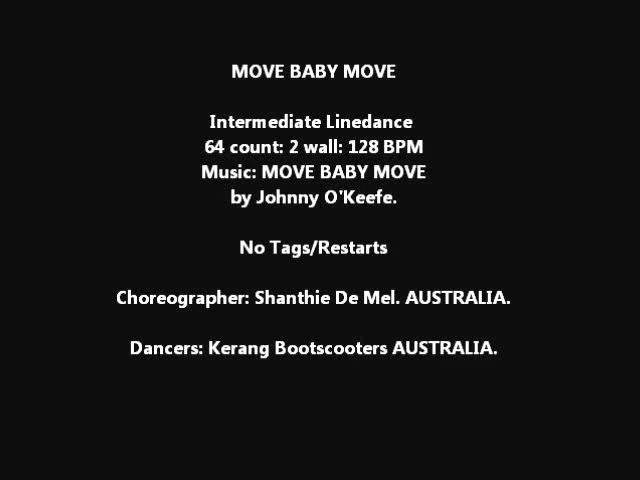 MOVE BABY MOVE
Intermediate Linedance
64 count: 2 wall: 128 BPM
Music: MOVE BABY MOVE
by Johnny O'Keefe.
No Tags/Restarts
Choreographer: Shanthie De Mel. AUSTRALIA.
Dancers: Kerang Bootscooters AUSTRALIA.